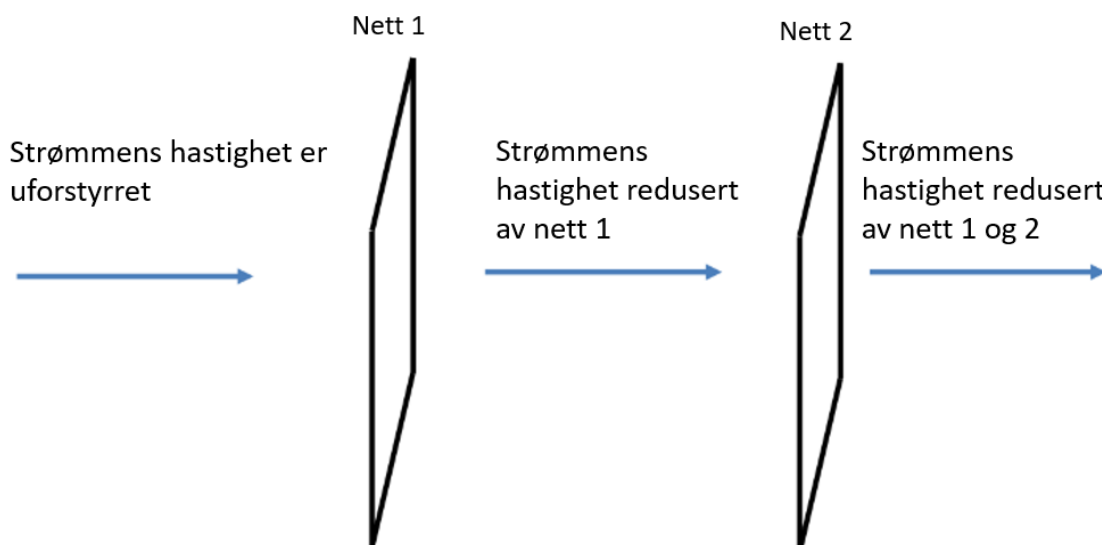 Nett 1
Nett 2
Strømmens hastighet er
uforstyrret
Strømmens
hastighet redusert
av nett 1
Strømmens
hastighet redusert
av nett 1 og 2